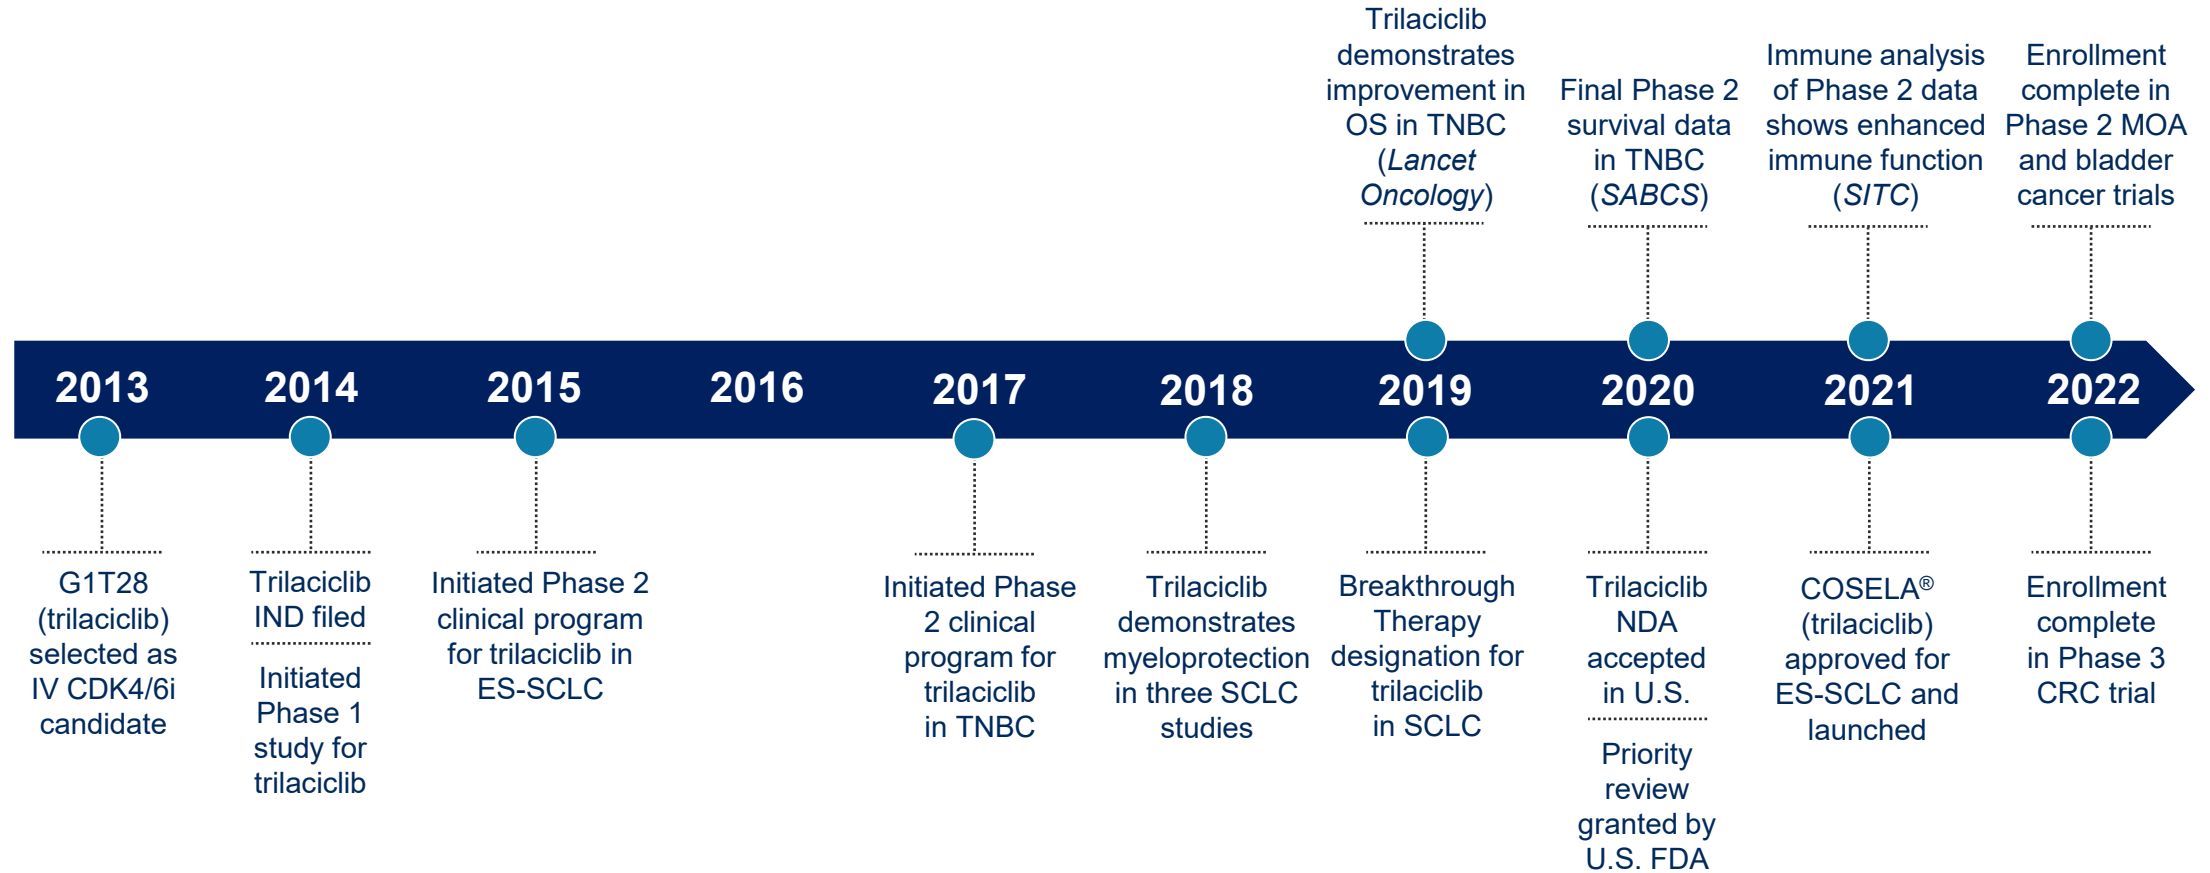 Trilaciclib
demonstrates
improvement in
OS in TNBC
(Lancet
Oncology)
Final Phase 2
survival data
in TNBC
(SABCS)
Immune analysis
of Phase 2 data
shows enhanced
immune function
(SITC)
Enrollment
complete in
Phase 2 MOA
and bladder
cancer trials
2013
2014
2015
2016
2017
2018
2019
2020
2021
2022
G1T28
(trilaciclib)
selected as
IV CDK4/6i
candidate
Trilaciclib
IND filed
Initiated
Phase 1
study for
trilaciclib
Initiated Phase 2
clinical program
for trilaciclib in
ES-SCLC
Initiated Phase
2 clinical
program for
trilaciclib
in TNBC
Trilaciclib
demonstrates
myeloprotection
in three SCLC
studies
Breakthrough
Therapy
designation for
trilaciclib
in SCLC
Trilaciclib
NDA
accepted
in U.S.
Priority
review
granted by
U.S. FDA
COSELA®
(trilaciclib)
approved for
ES-SCLC and
launched
Enrollment
complete
in Phase 3
CRC trial